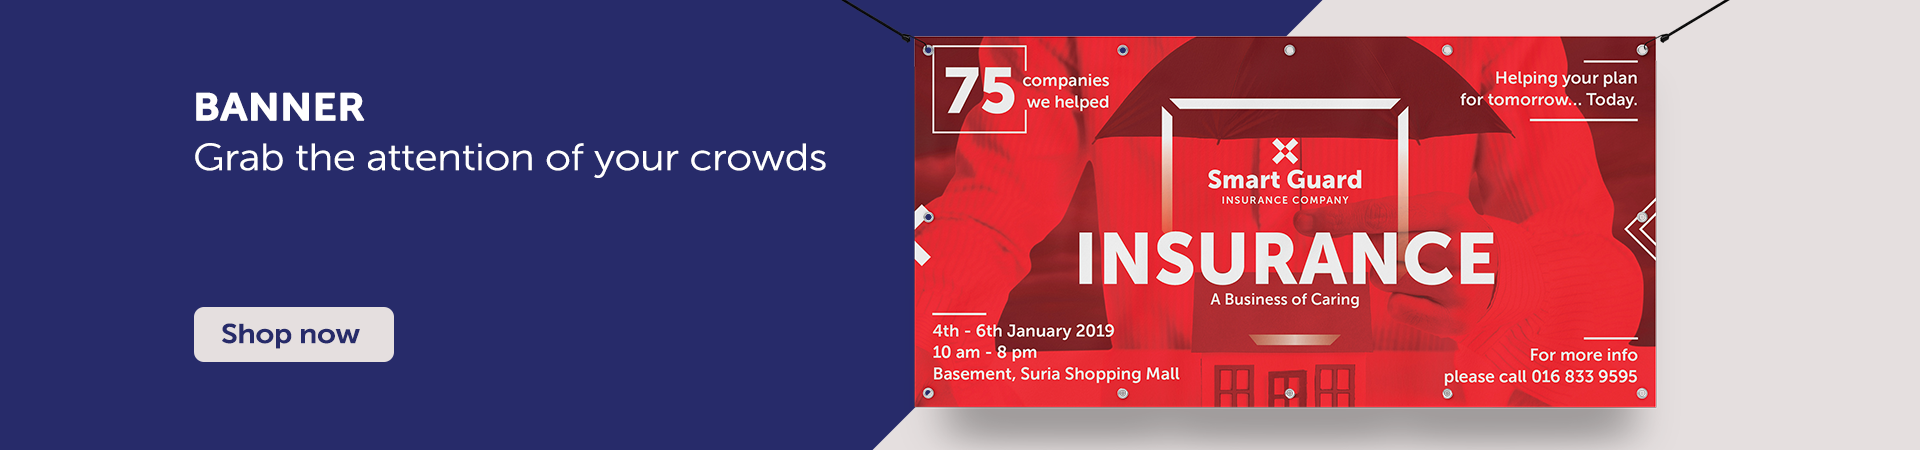 BANNER
Grab the attention of your crowds
Shop now
75 companies
we helped
Helping your plan
for tomorrow... Today.
Smart Guard
INSURANCE COMPANY
INSURANCE
A Business of Caring
4th - 6th January 2019
10 am - 8 pm
Basement, Suria Shopping Mall
For more info
please call 016 833 9595